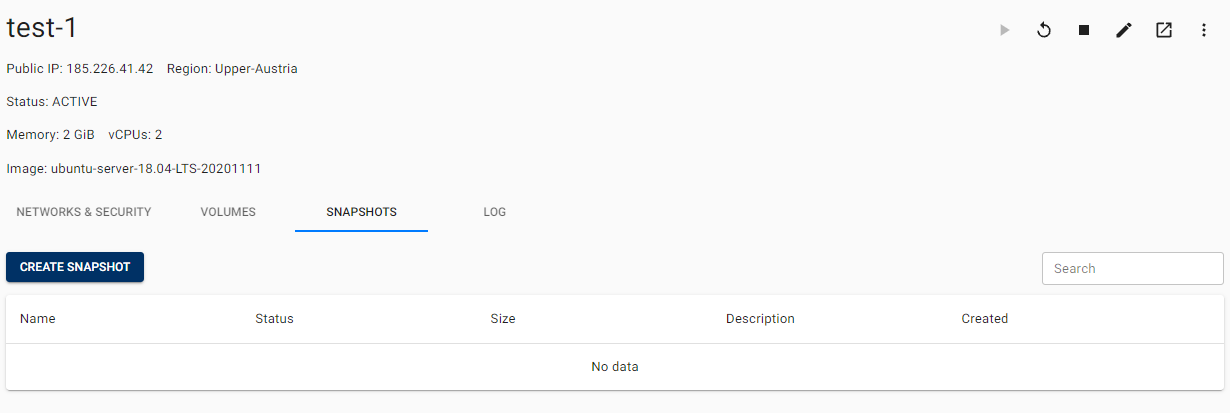 test-1
Public IP: 185.226.41.42 Region: Upper-Austria
Status: ACTIVE
Memory: 2 GiB vCPUs: 2
Image: ubuntu-server-18.04-LTS-20201111
NETWORKS & SECURITY VOLUMES SNAPSHOTS LOG
CREATE SNAPSHOT Search
Name Status Size Description Created
No data